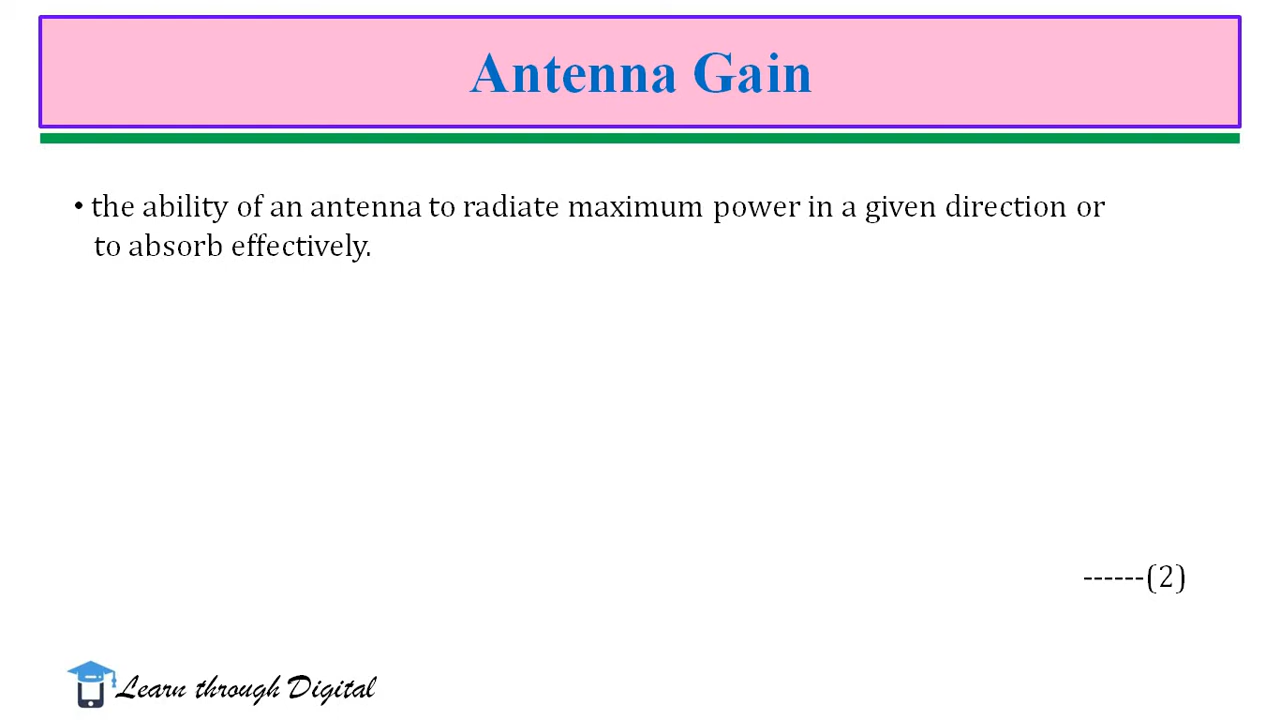 Antenna Gain
• the ability of an antenna to radiate maximum power in a given direction or
to absorb effectively.
------(2)
Learn through Digital